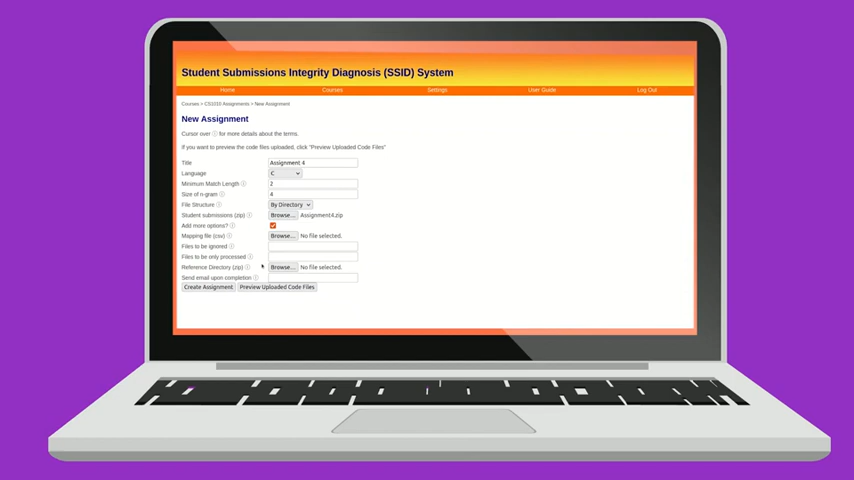 Student Submissions Integrity Diagnosis (SSID) System
Home Courses Settings User Guide Log Out
Courses > CS1010 Assignments > New Assignment
New Assignment
Cursor over ⓘ for more details about the terms.
If you want to preview the code files uploaded, click "Preview Uploaded Code Files"
Title Assignment 4
Language C
Minimum Match Length ⓘ 2
Size of n-gram ⓘ 4
File Structure ⓘ By Directory
Student submissions (zip) ⓘ Browse... Assignment4.zip
Add more options? ⓘ
Mapping file (csv) ⓘ Browse... No file selected.
Files to be ignored ⓘ
Files to be only processed ⓘ
Reference Directory (zip) ⓘ Browse... No file selected.
Send email upon completion ⓘ
Create Assignment Preview Uploaded Code Files